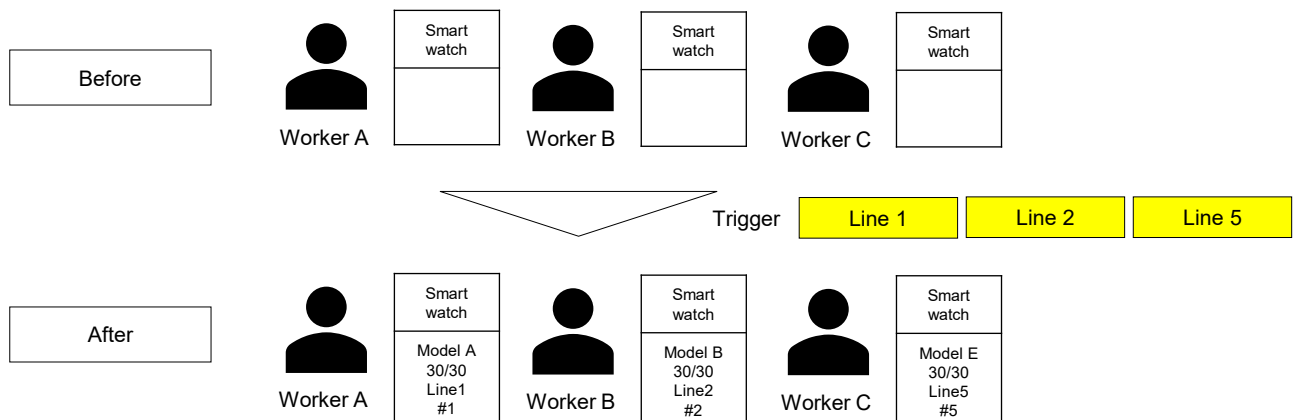 Before
Smart
watch
Worker A
Smart
watch
Worker B
Smart
watch
Worker C
Trigger
Line 1
Line 2
Line 5
After
Smart
watch
Model A
30/30
Line1
#1
Worker A
Smart
watch
Model B
30/30
Line2
#2
Worker B
Smart
watch
Model E
30/30
Line5
#5
Worker C